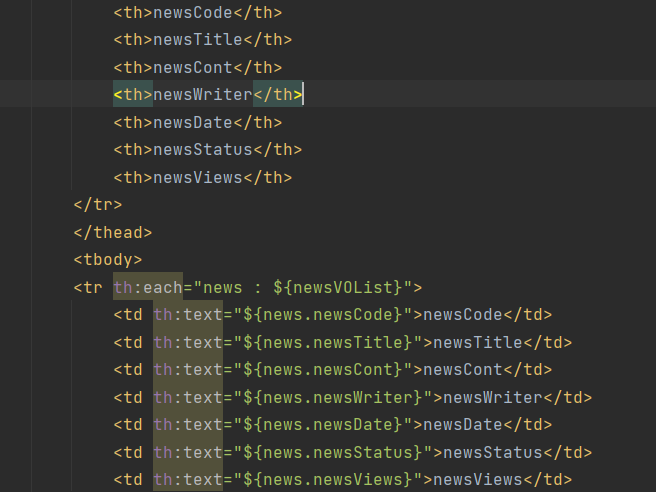 <th>newsCode</th>
<th>newsTitle</th>
<th>newsCont</th>
<th>newsWriter</th>
<th>newsDate</th>
<th>newsStatus</th>
<th>newsViews</th>
</tr>
</thead>
<tbody>
<tr th:each="news : ${newsVOList}">
<td th:text="${news.newsCode}">newsCode</td>
<td th:text="${news.newsTitle}">newsTitle</td>
<td th:text="${news.newsCont}">newsCont</td>
<td th:text="${news.newsWriter}">newsWriter</td>
<td th:text="${news.newsDate}">newsDate</td>
<td th:text="${news.newsStatus}">newsStatus</td>
<td th:text="${news.newsViews}">newsViews</td>